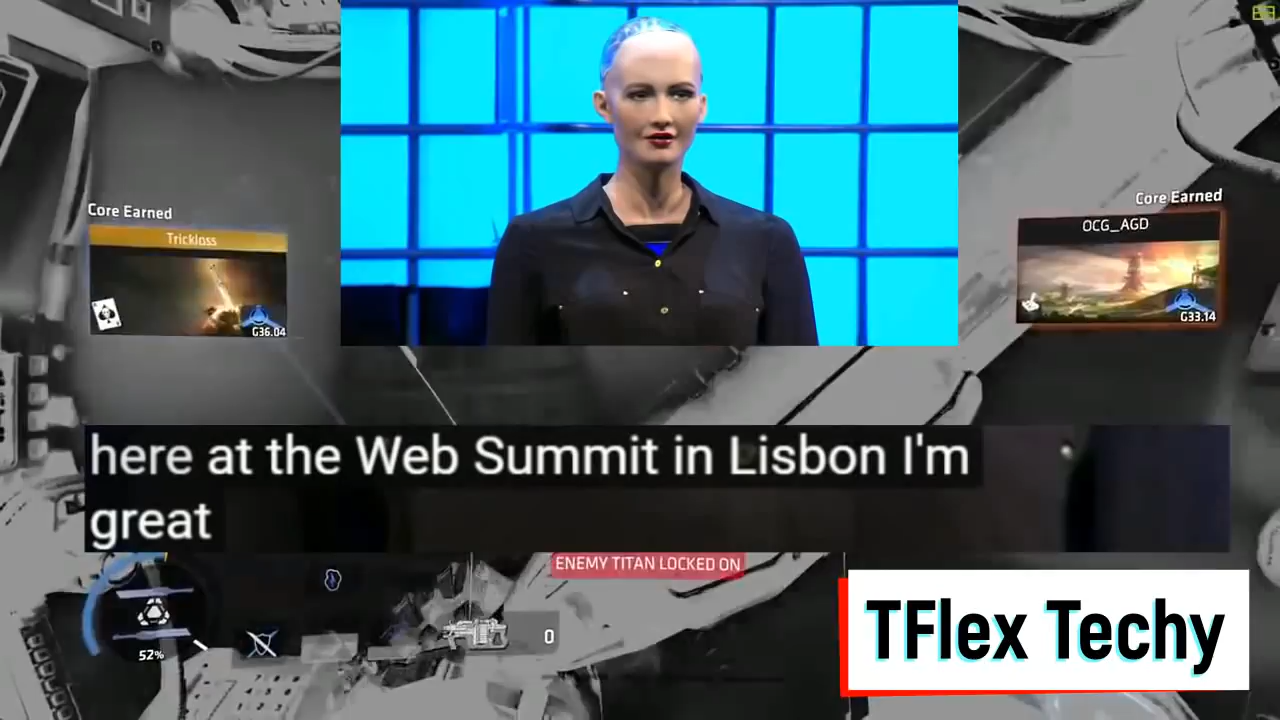 Core Earned
Trickloss
G36.04
Core Earned
OCG_AGD
G33.14
here at the Web Summit in Lisbon I'm
great
ENEMY TITAN LOCKED ON
52%
0
TFlex Techy